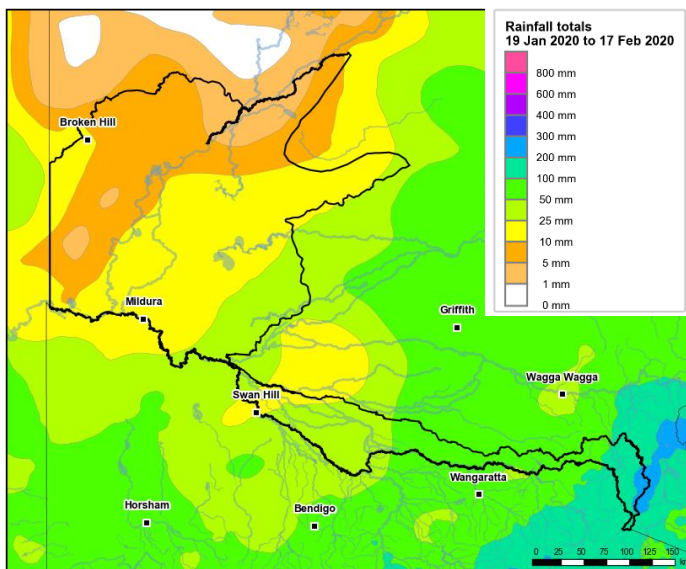 Rainfall totals
19 Jan 2020 to 17 Feb 2020
800 mm
600 mm
400 mm
300 mm
200 mm
100 mm
50 mm
25 mm
10 mm
5 mm
1 mm
0 mm
Broken Hill
Mildura
Griffith
Wagga Wagga
Swan Hill
Wangaratta
Horsham
Bendigo
0 25 50 75 100 125 150